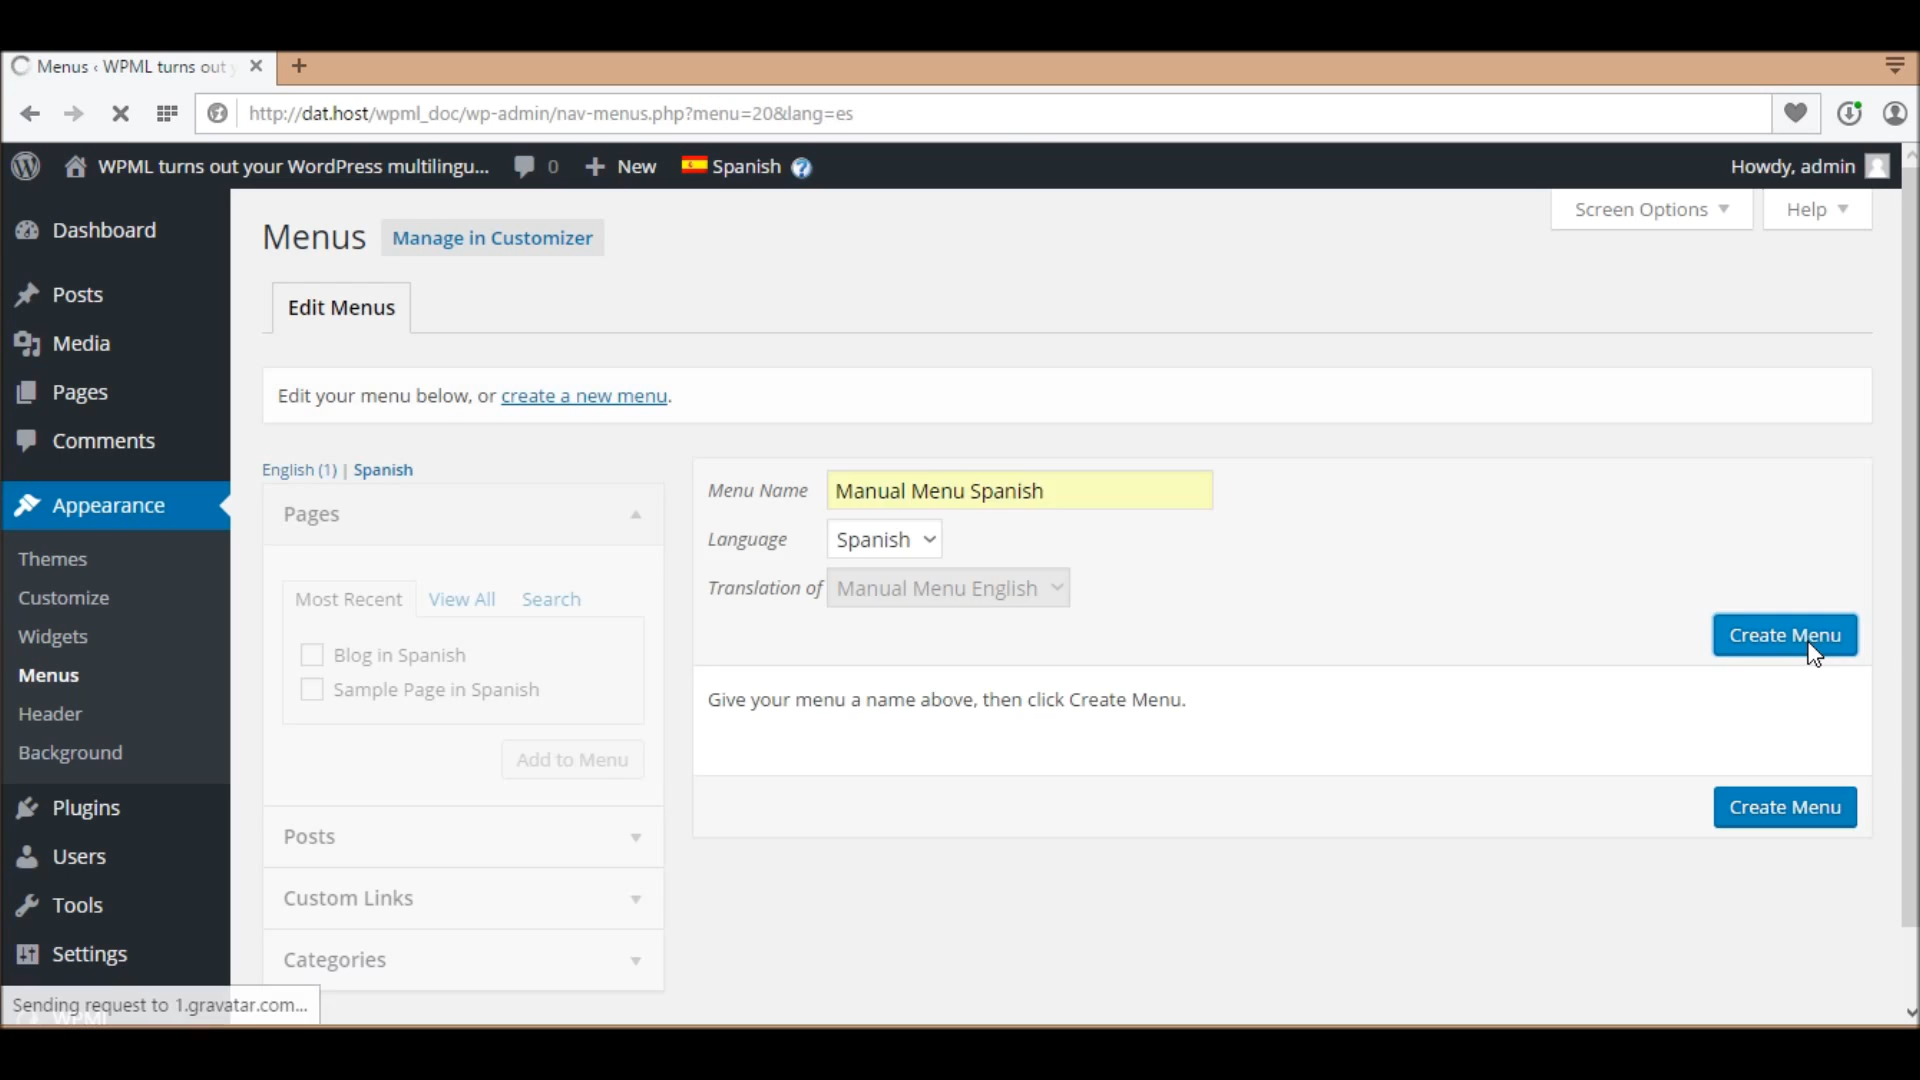 Menus ‹ WPML turns out y
http://dat.host/wpml_doc/wp-admin/nav-menus.php?menu=20&lang=es
WPML turns out your WordPress multilingu... 0 New Spanish Howdy, admin
Screen Options Help
Dashboard
Posts
Media
Pages
Comments
Appearance
Themes
Customize
Widgets
Menus
Header
Background
Plugins
Users
Tools
Settings
WPML
Menus Manage in Customizer
Edit Menus
Edit your menu below, or create a new menu.
English (1) | Spanish
Pages
Most Recent View All Search
Blog in Spanish
Sample Page in Spanish
Add to Menu
Posts
Custom Links
Categories
Menu Name Manual Menu Spanish
Language Spanish
Translation of Manual Menu English
Create Menu
Give your menu a name above, then click Create Menu.
Create Menu
Sending request to 1.gravatar.com...